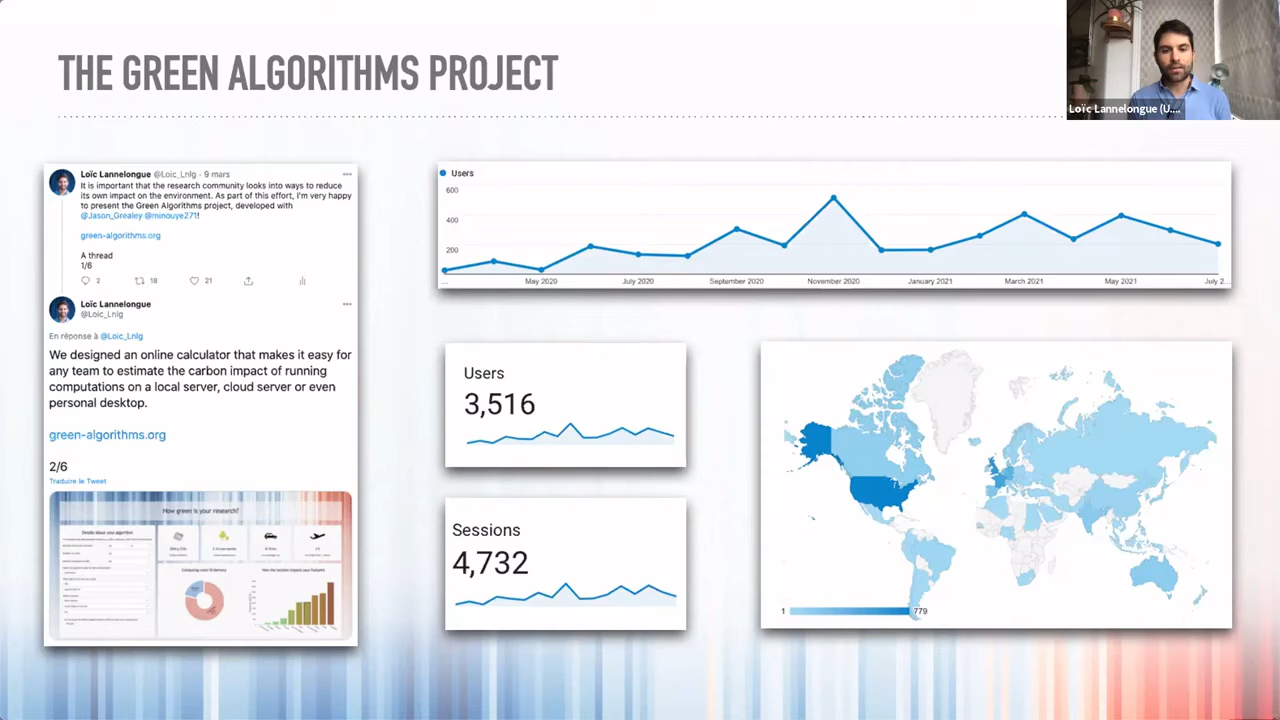 THE GREEN ALGORITHMS PROJECT
Loïc Lannelongue (U....
Loïc Lannelongue @Loic_Lnlg · 9 mars
It is important that the research community looks into ways to reduce
its own impact on the environment. As part of this effort, I'm very happy
to present the Green Algorithms project, developed with
@Jason_Grealey @minouye271!
green-algorithms.org
A thread
1/6
2 18 21
Loïc Lannelongue
@Loic_Lnlg
En réponse à @Loic_Lnlg
We designed an online calculator that makes it easy for
any team to estimate the carbon impact of running
computations on a local server, cloud server or even
personal desktop.
green-algorithms.org
2/6
Traduire le Tweet
How green is your research?
Details about your algorithm
Users
600
400
200
... May 2020 July 2020 September 2020 November 2020 January 2021 March 2021 May 2021 July 2...
Users
3,516
Sessions
4,732
1 779